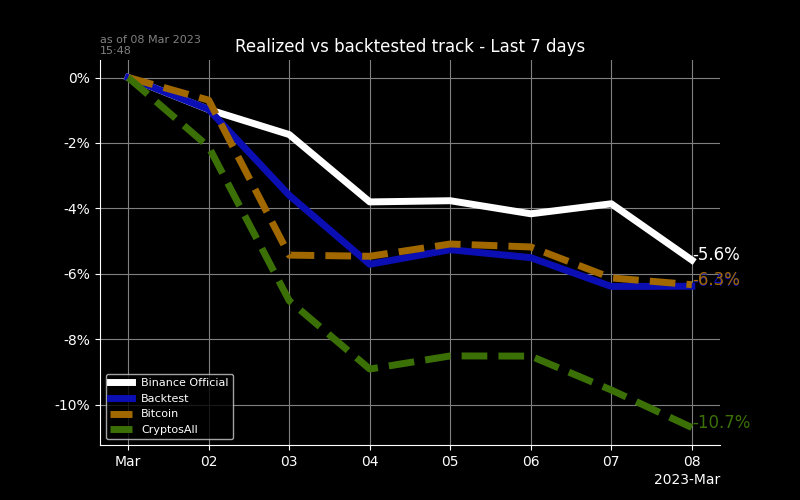 as of 08 Mar 2023
15:48
Realized vs backtested track - Last 7 days
0%
-2%
-4%
-6%
-8%
-10%
-5.6%
-6.3%
-10.7%
Binance Official
Backtest
Bitcoin
CryptosAll
Mar 02 03 04 05 06 07 08
2023-Mar